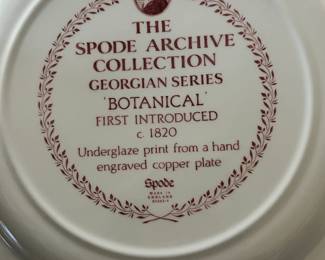 THE
SPODE ARCHIVE
COLLECTION
GEORGIAN SERIES
'BOTANICAL'
FIRST INTRODUCED
c. 1820
Underglaze print from a hand
engraved copper plate
Spode
MADE IN
ENGLAND